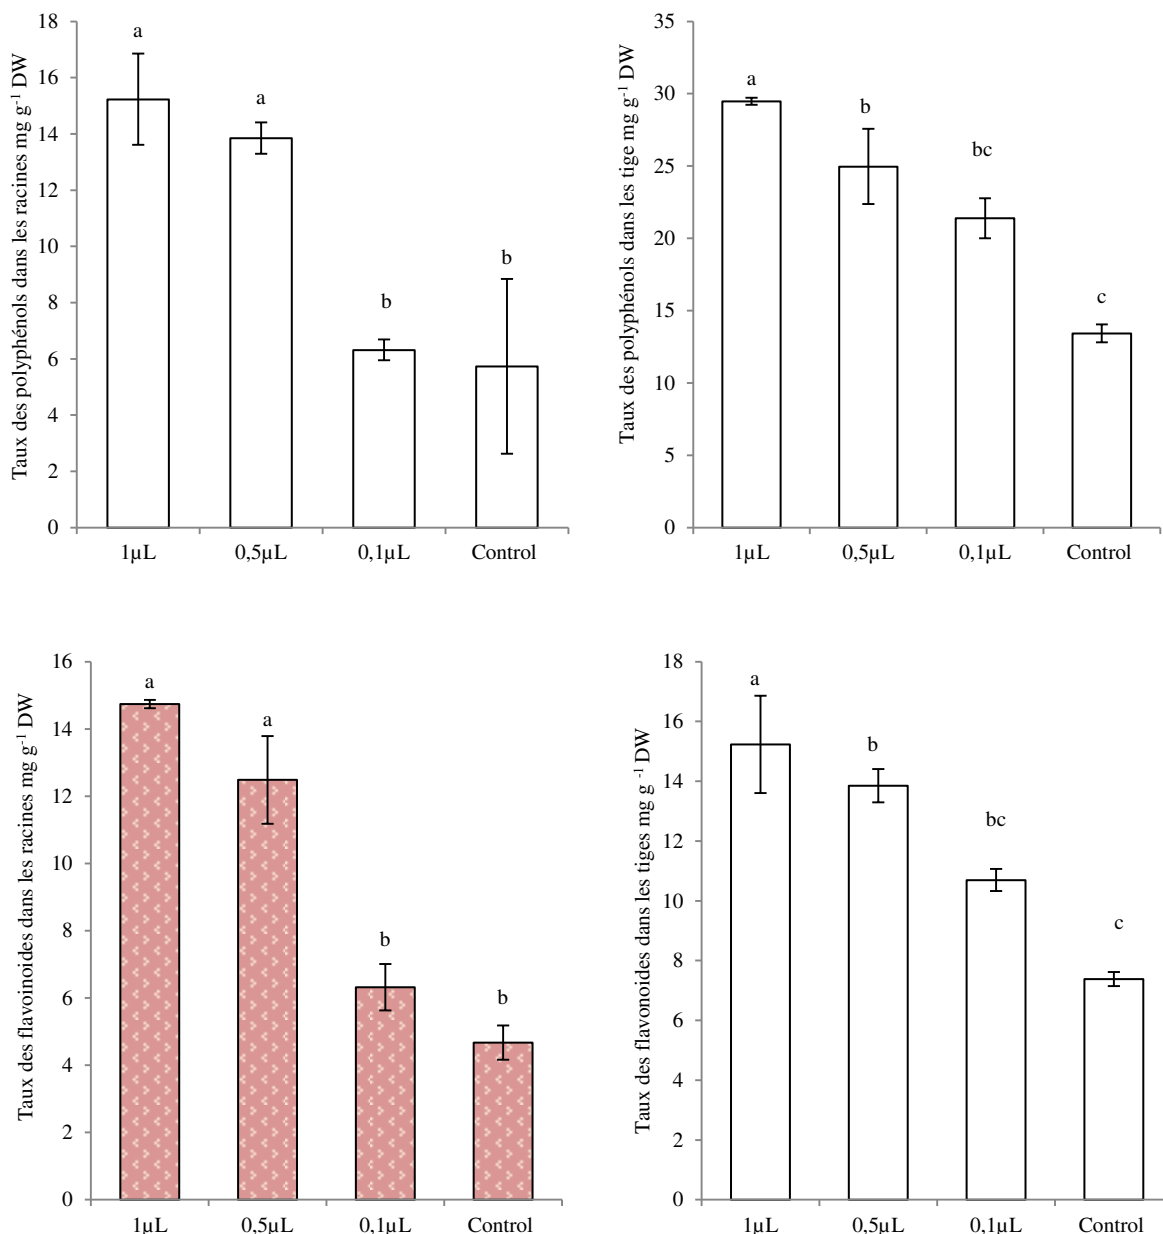 Taux des polyphénols dans les racines mg g-1 DW
18
16
14
12
10
8
6
4
2
0
a
a
b
b
1µL 0,5µL 0,1µL Control
Taux des polyphénols dans les tige mg g-1 DW
35
30
25
20
15
10
5
0
a
b
bc
c
1µL 0,5µL 0,1µL Control
Taux des flavoinoides dans les racines mg g-1 DW
16
14
12
10
8
6
4
2
0
a
a
b
b
1µL 0,5µL 0,1µL Control
Taux des flavonoides dans les tiges mg g -1 DW
18
16
14
12
10
8
6
4
2
0
a
b
bc
c
1µL 0,5µL 0,1µL Control